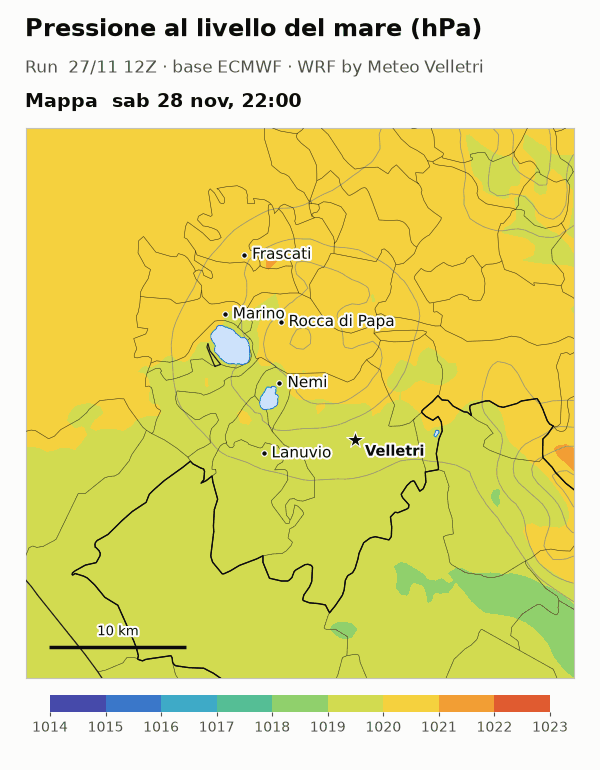 Pressione al livello del mare (hPa)
Run  27/11 12Z · base ECMWF · WRF by Meteo Velletri
Mappa  sab 28 nov, 22:00
Frascati
Marino
Rocca di Papa
Nemi
Velletri
Lanuvio
10 km
1014 1015 1016 1017 1018 1019 1020 1021 1022 1023